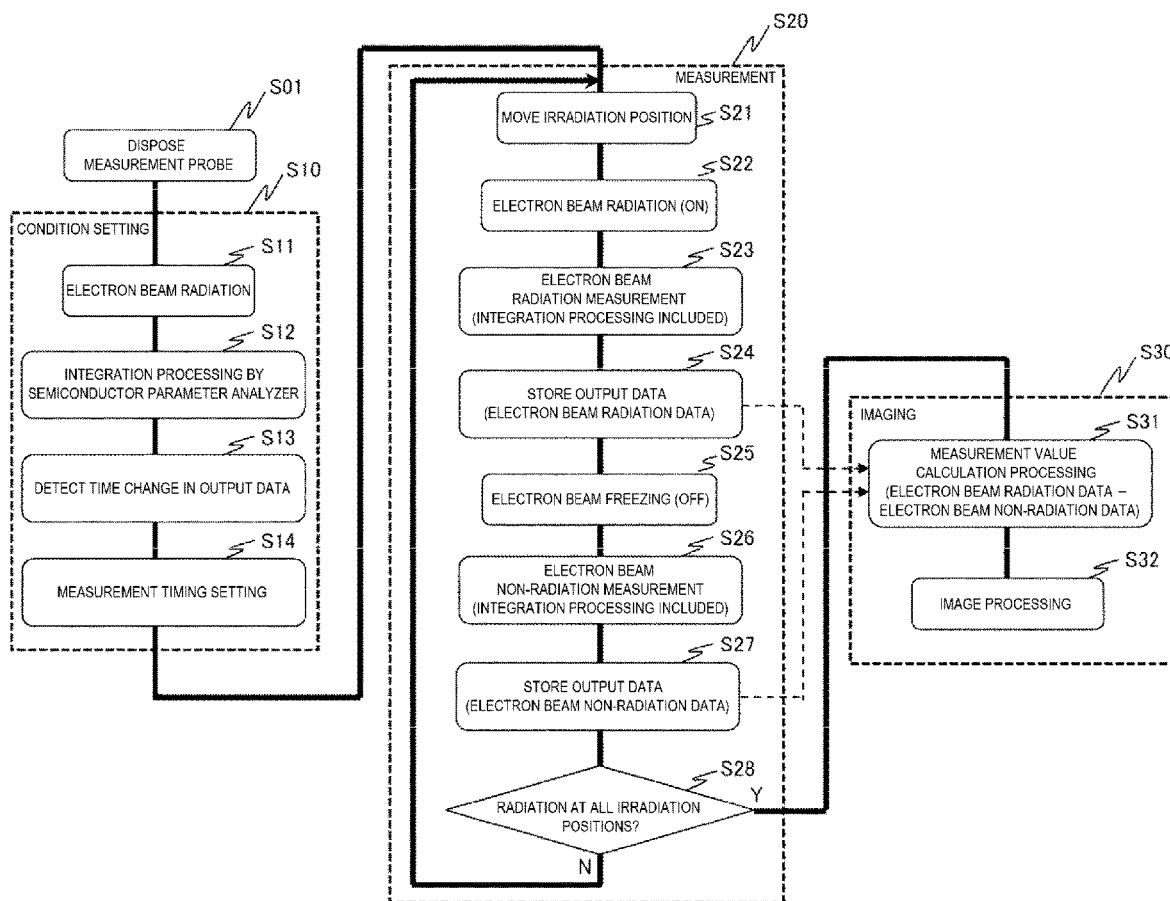 S01
DISPOSE
MEASUREMENT PROBE
S10
CONDITION SETTING
S11
ELECTRON BEAM RADIATION
S12
INTEGRATION PROCESSING BY
SEMICONDUCTOR PARAMETER ANALYZER
S13
DETECT TIME CHANGE IN OUTPUT DATA
S14
MEASUREMENT TIMING SETTING
S20
MEASUREMENT
MOVE IRRADIATION POSITION
S21
S22
ELECTRON BEAM RADIATION (ON)
S23
ELECTRON BEAM
RADIATION MEASUREMENT
(INTEGRATION PROCESSING INCLUDED)
S24
STORE OUTPUT DATA
(ELECTRON BEAM RADIATION DATA)
S25
ELECTRON BEAM FREEZING (OFF)
S26
ELECTRON BEAM
NON-RADIATION MEASUREMENT
(INTEGRATION PROCESSING INCLUDED)
S27
STORE OUTPUT DATA
(ELECTRON BEAM NON-RADIATION DATA)
S28
RADIATION AT ALL IRRADIATION
POSITIONS?
Y
N
S30
IMAGING
S31
MEASUREMENT VALUE
CALCULATION PROCESSING
(ELECTRON BEAM RADIATION DATA –
ELECTRON BEAM NON-RADIATION DATA)
S32
IMAGE PROCESSING